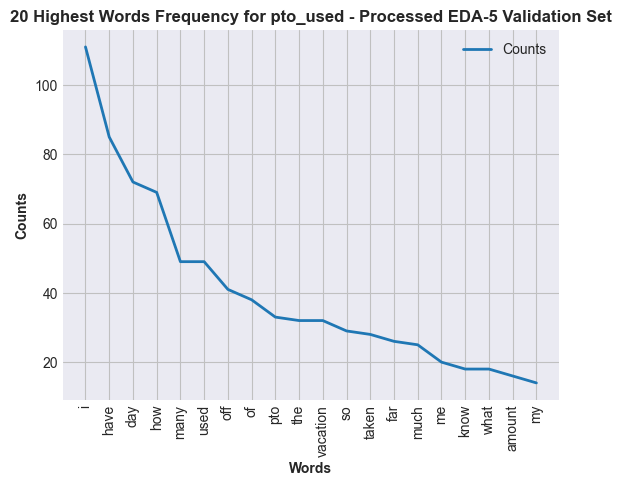 20 Highest Words Frequency for pto_used - Processed EDA-5 Validation Set
Counts
100
80
60
40
20
Counts
i
have
day
how
many
used
off
of
pto
the
vacation
so
taken
far
much
me
know
what
amount
my
Words